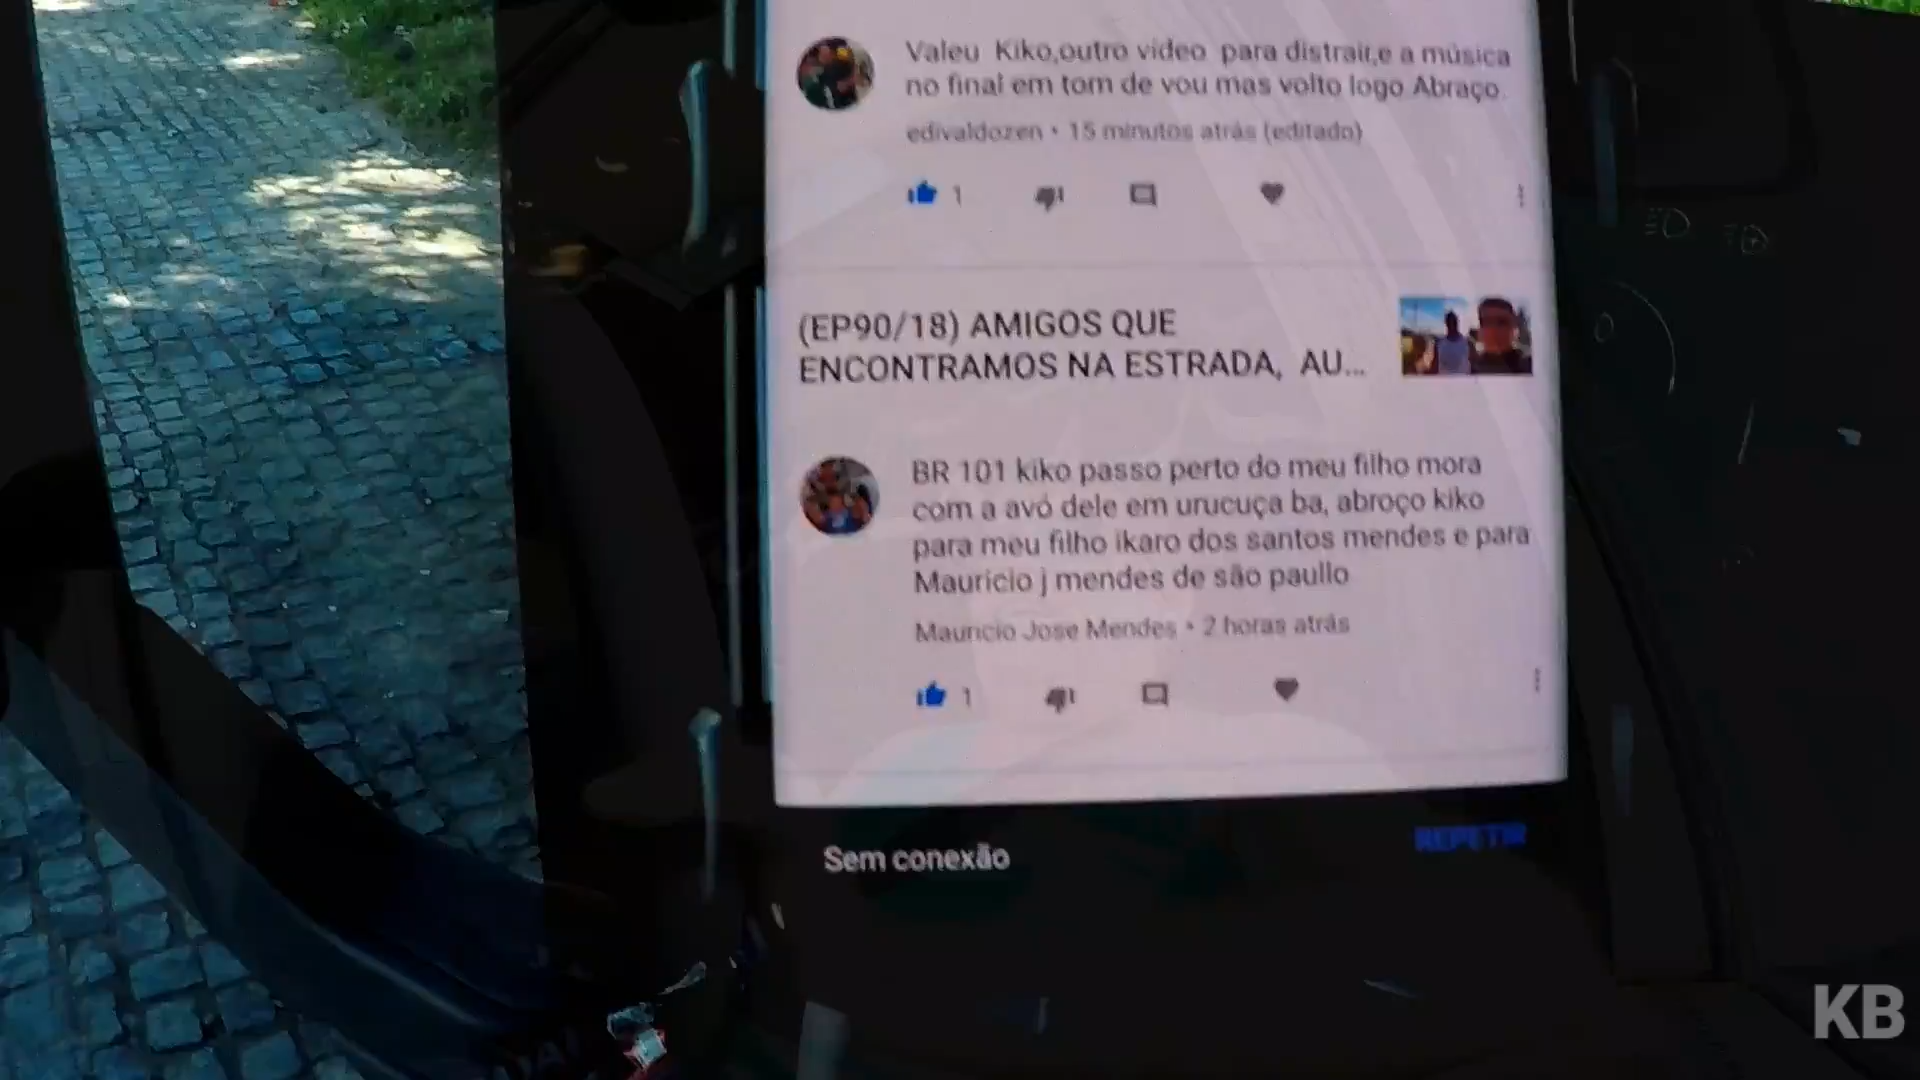 Valeu Kiko,outro video para distrair,e a música
no final em tom de vou mas volto logo Abraço.
edivaldozen • 15 minutos atrás (editado)
1
(EP90/18) AMIGOS QUE
ENCONTRAMOS NA ESTRADA, AU...
BR 101 kiko passo perto do meu filho mora
com a avó dele em urucuça ba, abroço kiko
para meu filho ikaro dos santos mendes e para
Mauricio j mendes de são paullo
Mauricio Jose Mendes • 2 horas atrás
1
Sem conexão
REPETIR
KB